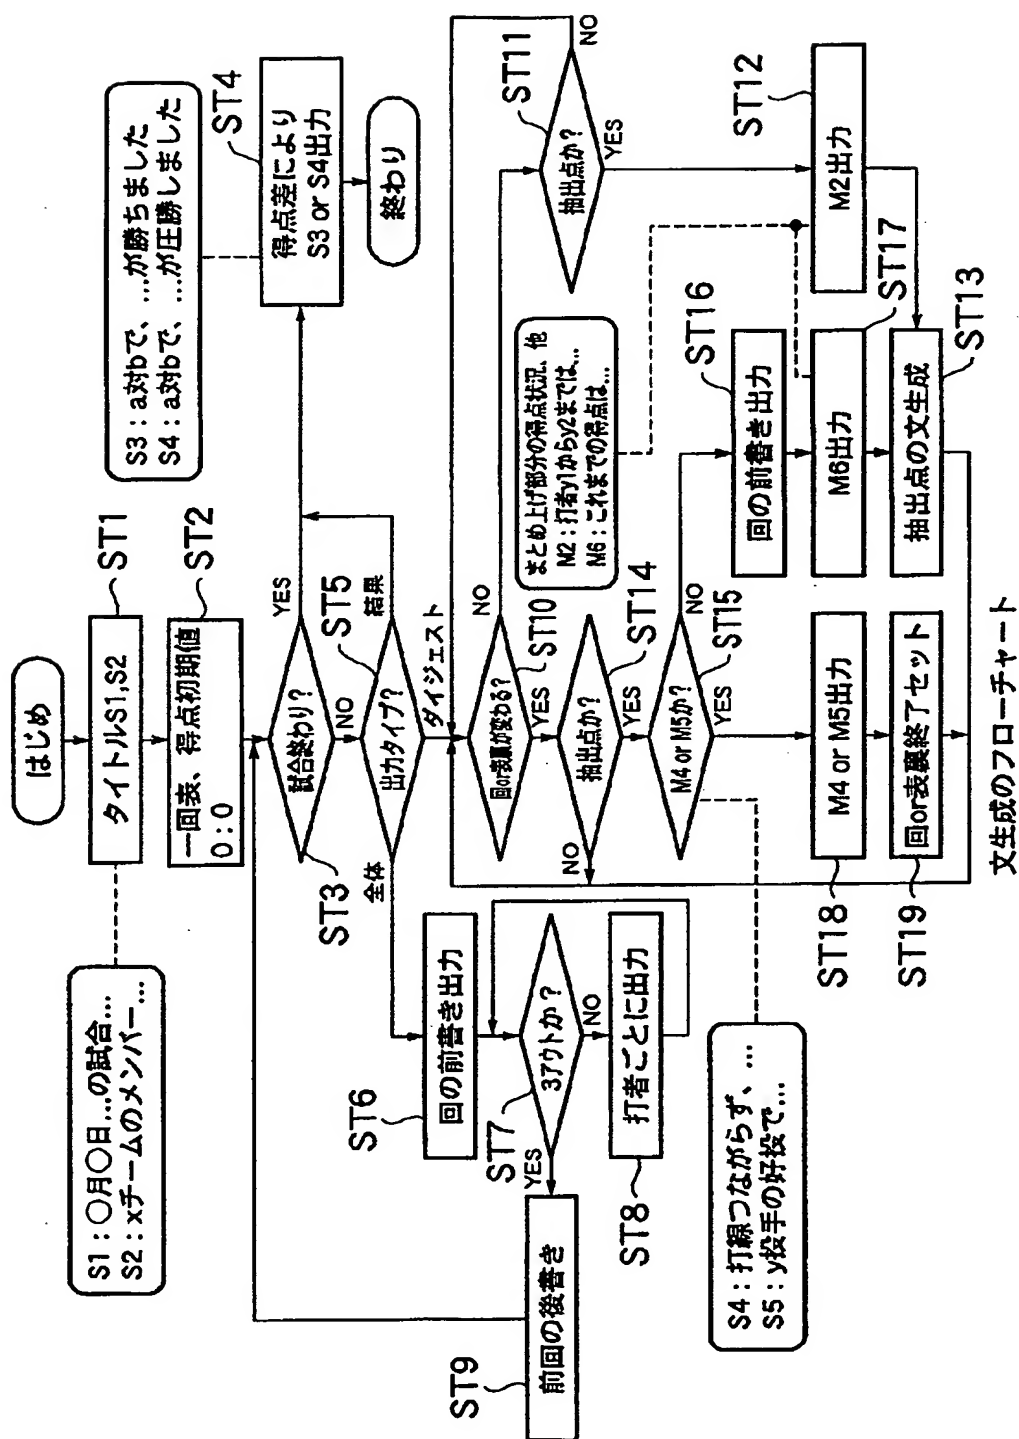 はじめ
タイトルS1,S2
ST1
S1：○月○日…の試合…
S2：xチームのメンバー…
一回表、得点初期値
0：0
ST2
試合終わり？
ST3
YES
NO
S3：a対bで、…が勝ちました
S4：a対bで、…が圧勝しました
得点差により
S3 or S4出力
ST4
終わり
出力タイプ？
ST5
全体
結果
ダイジェスト
回の前書き出力
ST6
3アウトか？
ST7
YES
NO
打者ごとに出力
ST8
前回の後書き
ST9
回or表裏が変わる？
ST10
NO
YES
抽出点か？
ST11
NO
YES
M2出力
ST12
まとめ上げ部分の得点状況、他
M2：打者y1からy2までは…
M6：これまでの得点は…
抽出点か？
ST14
NO
YES
M4 or M5か？
ST15
NO
YES
回の前書き出力
ST16
M6出力
ST17
抽出点の文生成
ST13
M4 or M5出力
ST18
回or表裏終了セット
ST19
S4：打線つながらず、…
S5：y投手の好投で…
文生成のフローチャート